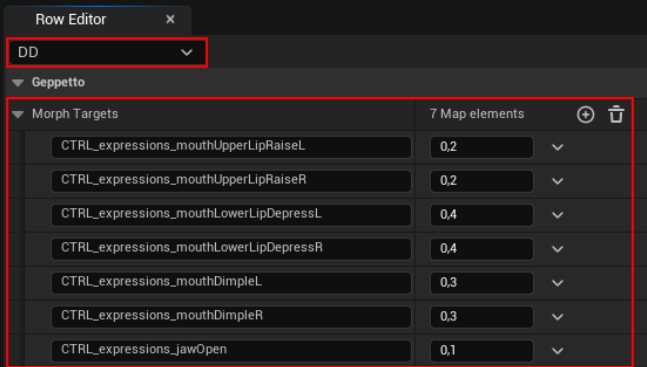 Row Editor
DD
Geppetto
Morph Targets 7 Map elements
CTRL_expressions_mouthUpperLipRaiseL 0,2
CTRL_expressions_mouthUpperLipRaiseR 0,2
CTRL_expressions_mouthLowerLipDepressL 0,4
CTRL_expressions_mouthLowerLipDepressR 0,4
CTRL_expressions_mouthDimpleL 0,3
CTRL_expressions_mouthDimpleR 0,3
CTRL_expressions_jawOpen 0,1